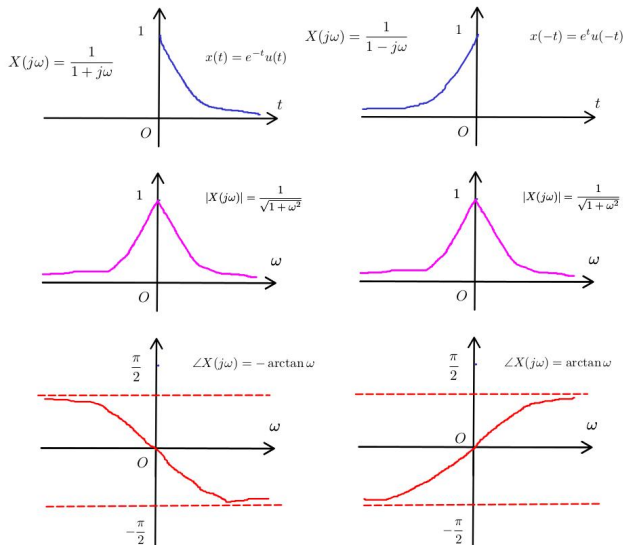 1
X(jω) = 1/(1 + jω)
x(t) = e^{-t}u(t)
t
O
1
X(jω) = 1/(1 − jω)
x(−t) = e^{t}u(−t)
t
O
1
|X(jω)| = 1/√(1 + ω²)
ω
O
1
|X(jω)| = 1/√(1 + ω²)
ω
O
π/2
∠X(jω) = − arctan ω
ω
O
−π/2
π/2
∠X(jω) = arctan ω
O
ω
−π/2